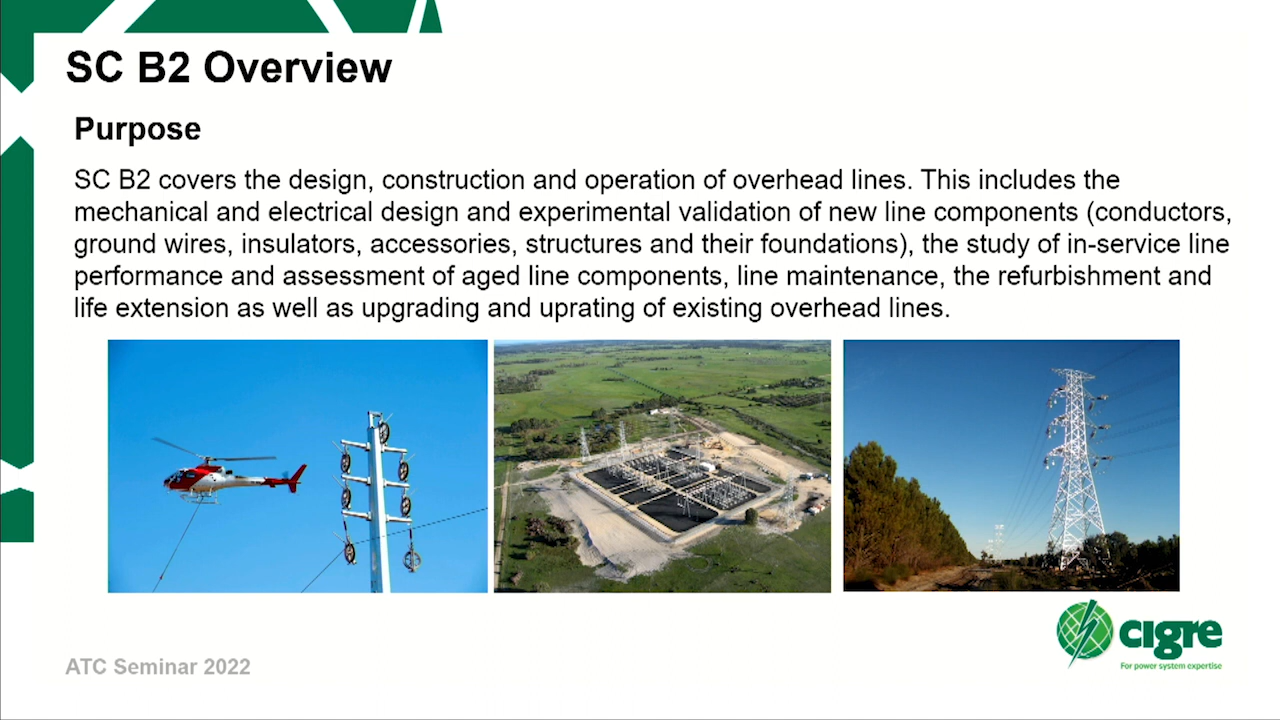 SC B2 Overview
Purpose
SC B2 covers the design, construction and operation of overhead lines. This includes the
mechanical and electrical design and experimental validation of new line components (conductors,
ground wires, insulators, accessories, structures and their foundations), the study of in-service line
performance and assessment of aged line components, line maintenance, the refurbishment and
life extension as well as upgrading and uprating of existing overhead lines.
cigre
For power system expertise
ATC Seminar 2022